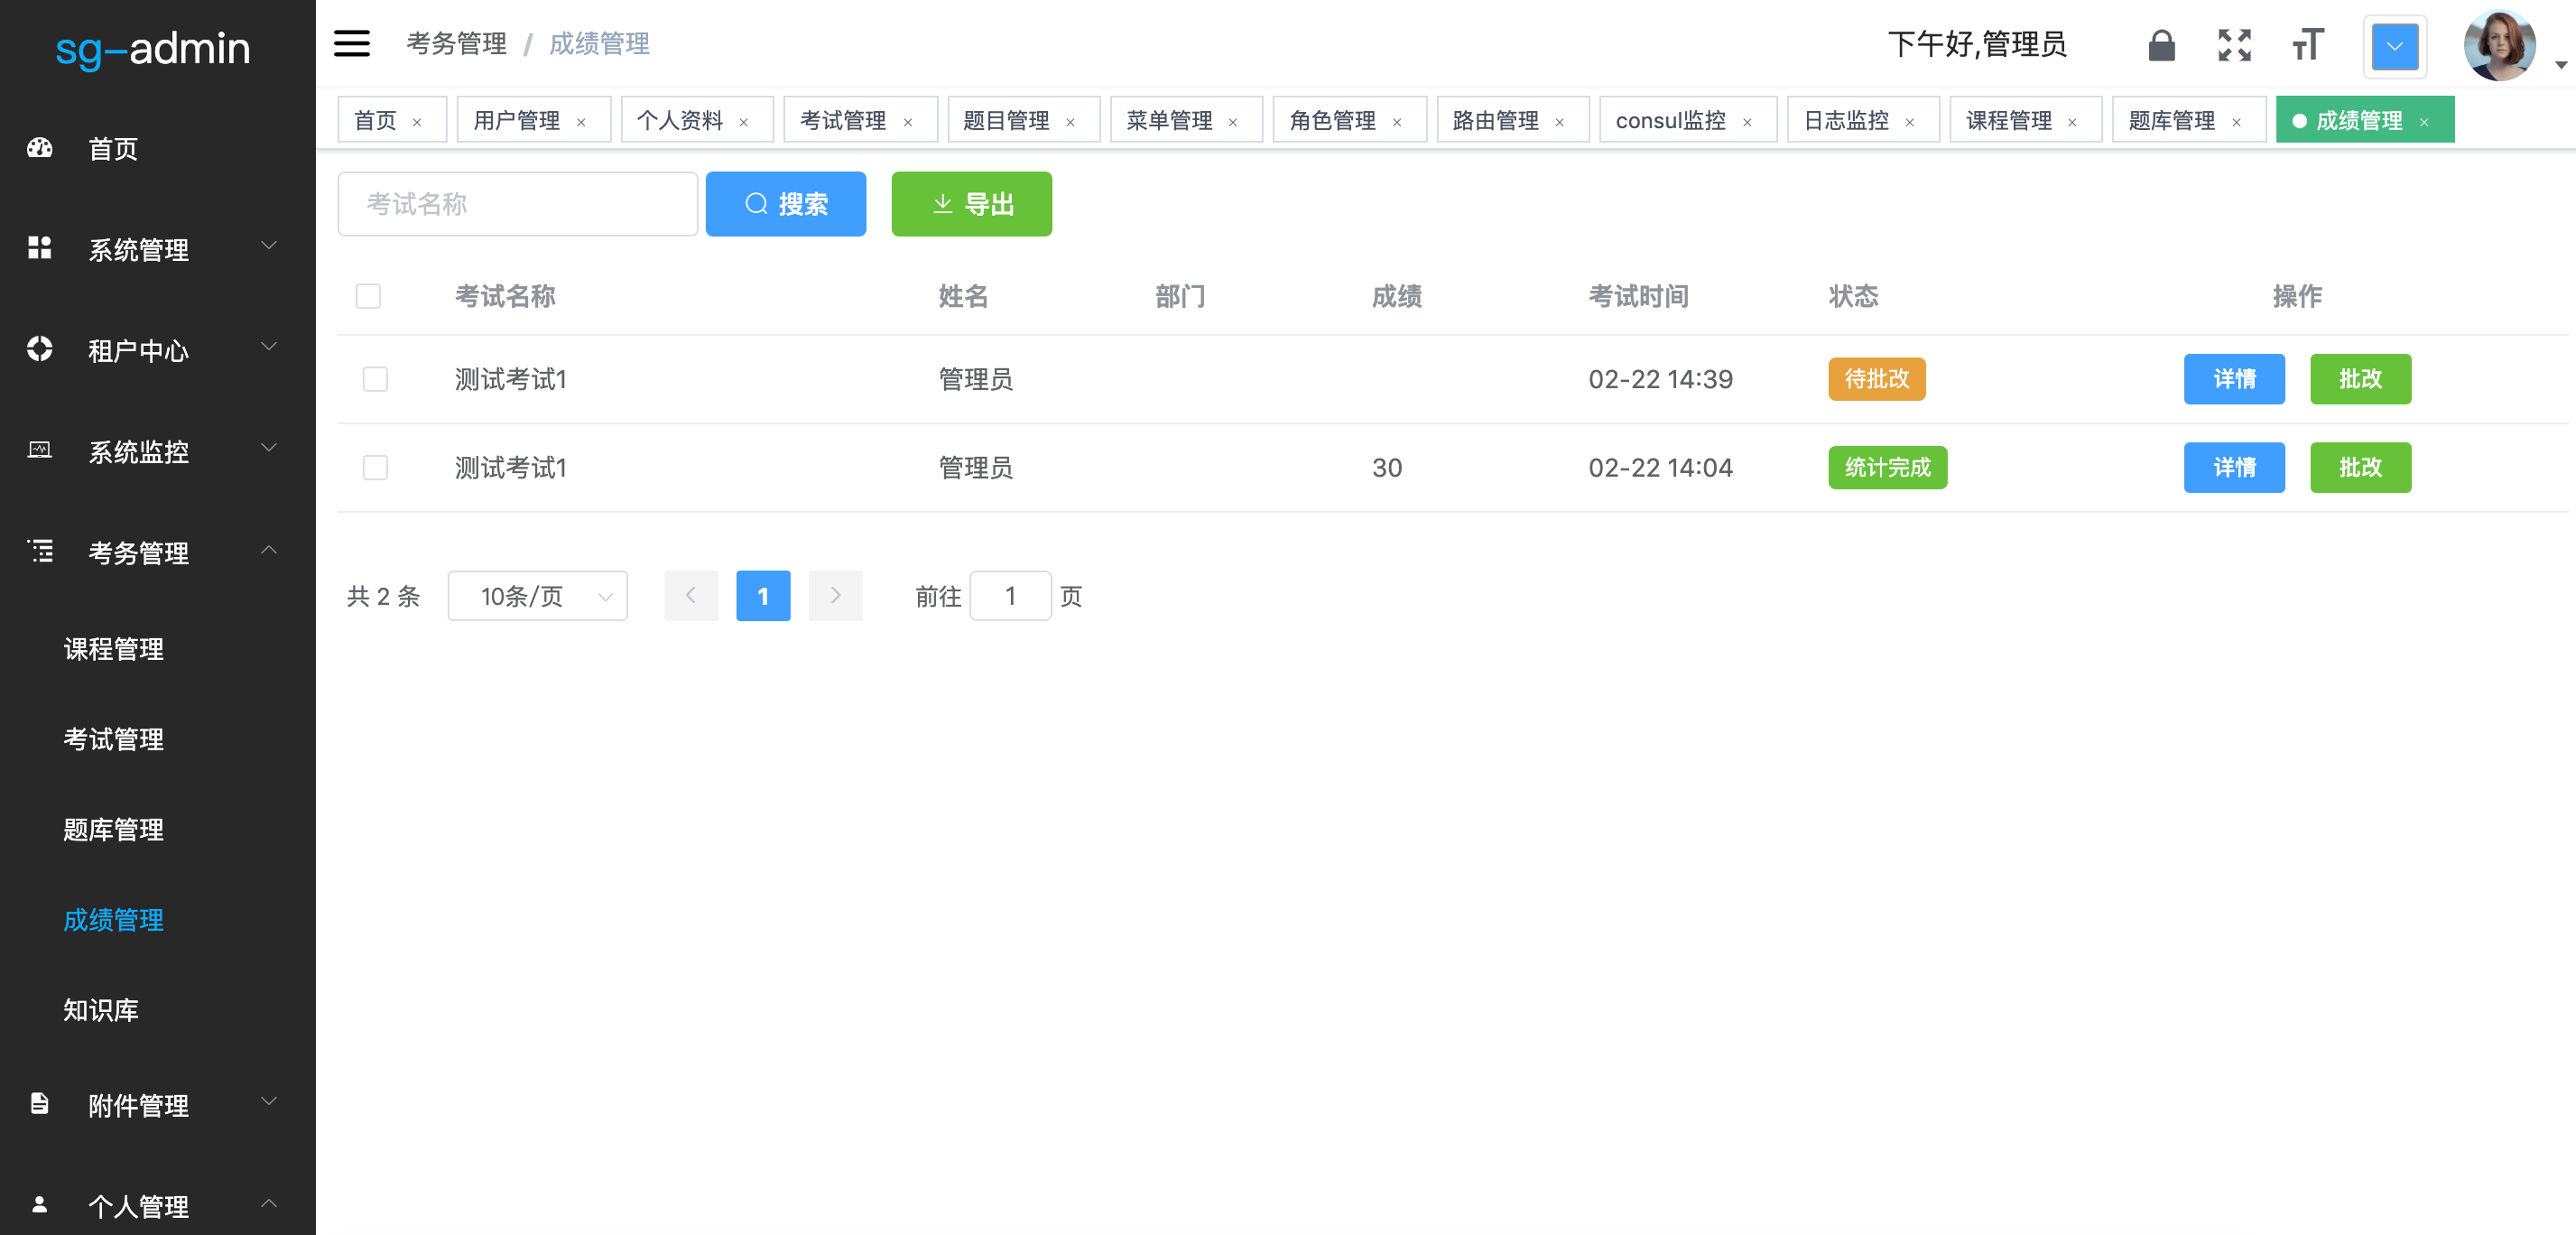 sg-admin
首页
系统管理
租户中心
系统监控
考务管理
课程管理
考试管理
题库管理
成绩管理
知识库
附件管理
个人管理
考务管理 / 成绩管理
下午好,管理员
首页 × 用户管理 × 个人资料 × 考试管理 × 题目管理 × 菜单管理 × 角色管理 × 路由管理 × consul监控 × 日志监控 × 课程管理 × 题库管理 × 成绩管理 ×
考试名称 搜索 导出
考试名称 姓名 部门 成绩 考试时间 状态 操作
测试考试1 管理员 02-22 14:39 待批改 详情 批改
测试考试1 管理员 30 02-22 14:04 统计完成 详情 批改
共 2 条 10条/页 1 前往 1 页